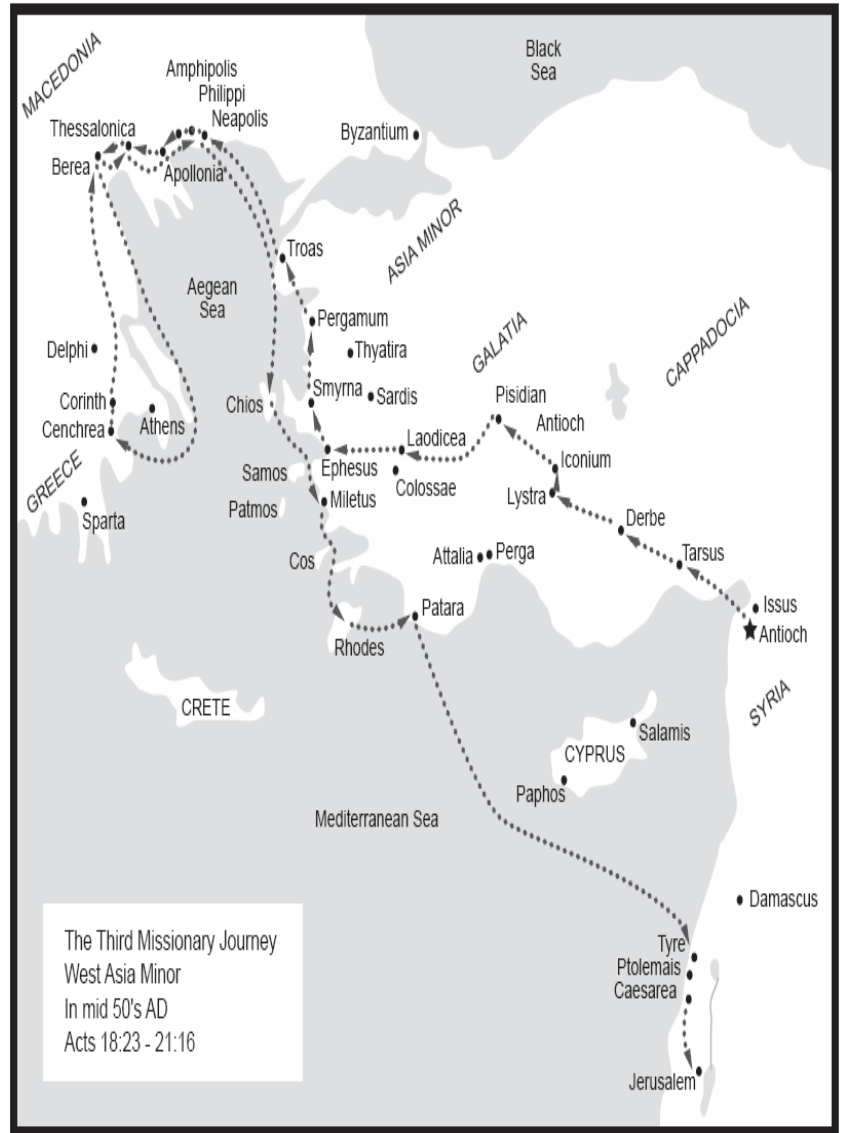 Black
Sea
MACEDONIA
Amphipolis
Philippi
Neapolis
Thessalonica
Byzantium
Berea
Apollonia
ASIA MINOR
Troas
Aegean
Sea
Pergamum
GALATIA
CAPPADOCIA
Delphi
Thyatira
Smyrna
Sardis
Pisidian
Antioch
Corinth
Chios
Cenchrea
Athens
Laodicea
Iconium
GREECE
Samos
Ephesus
Colossae
Lystra
Patmos
Miletus
Sparta
Derbe
Cos
Attalia
Perga
Tarsus
Patara
Issus
Antioch
Rhodes
SYRIA
CRETE
Salamis
CYPRUS
Paphos
Mediterranean Sea
Damascus
Tyre
Ptolemais
Caesarea
Jerusalem
The Third Missionary Journey
West Asia Minor
In mid 50's AD
Acts 18:23 - 21:16